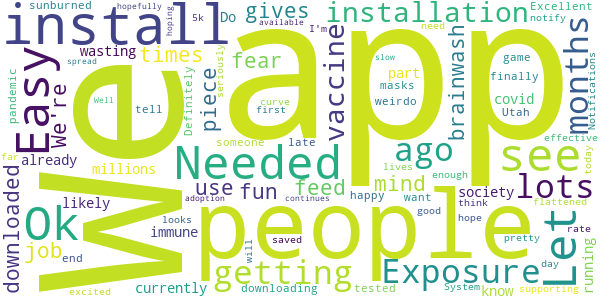 sunburned
hopefully
hoping
5k
Do
gives
available
I'm
installation
Excellent
notify
install
app
We
Easy
pandemic
We're
wasting
times
spread
Well
tell
Definitely
piece
fear
seriously
curve
first
vaccine
part
masks
weirdo
brainwash
need
slow
game
finally
covid
Utah
months
Notifications
effective
today
Needed
someone
late
ago
see
already
millions
far
use
fun
feed
mind
lives
enough
society
lots
downloaded
Ok
likely
immune
adoption
happy
want
good
think
hope
flattened
job
looks
end
will
continues
saved
people
pretty
day
rate
Let
running
currently
excited
getting
downloading
tested
Exposure
System
know
supporting